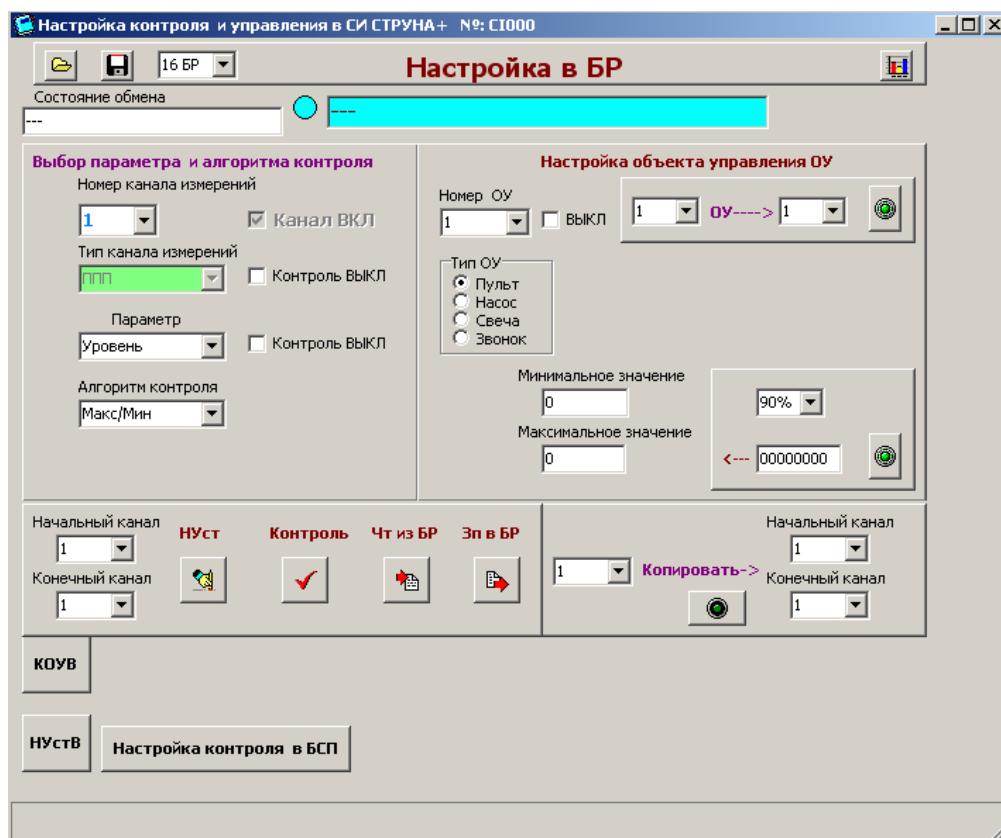 Настройка контроля и управления в СИ СТРУНА+ №: CI000
16 БР
Настройка в БР
Состояние обмена
---
---
Выбор параметра и алгоритма контроля
Номер канала измерений
1
Канал ВКЛ
Тип канала измерений
ППП
Контроль ВЫКЛ
Параметр
Уровень
Контроль ВЫКЛ
Алгоритм контроля
Макс/Мин
Настройка объекта управления ОУ
Номер ОУ
1
ВЫКЛ
1 ОУ----> 1
Тип ОУ
Пульт
Насос
Свеча
Звонок
Минимальное значение
0
Максимальное значение
0
90%
<--- 00000000
Начальный канал
1
Конечный канал
1
НУст Контроль Чт из БР Зп в БР
1 Копировать->
Начальный канал
1
Конечный канал
1
КОУВ
НУстВ
Настройка контроля в БСП